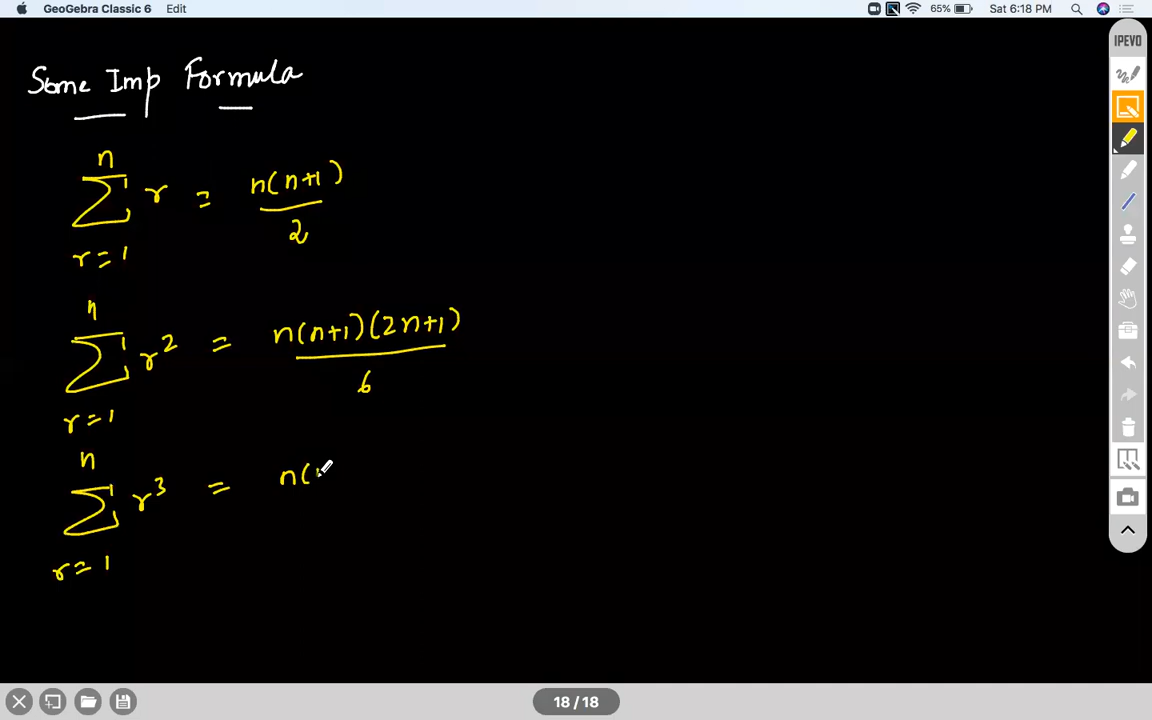 GeoGebra Classic 6 Edit 65% Sat 6:18 PM
IPEVO
Some Imp Formula
n
∑ r = n(n+1)
2
r = 1
n
∑ r² = n(n+1)(2n+1)
6
r = 1
n
∑ r³ = n(
r = 1
18 / 18